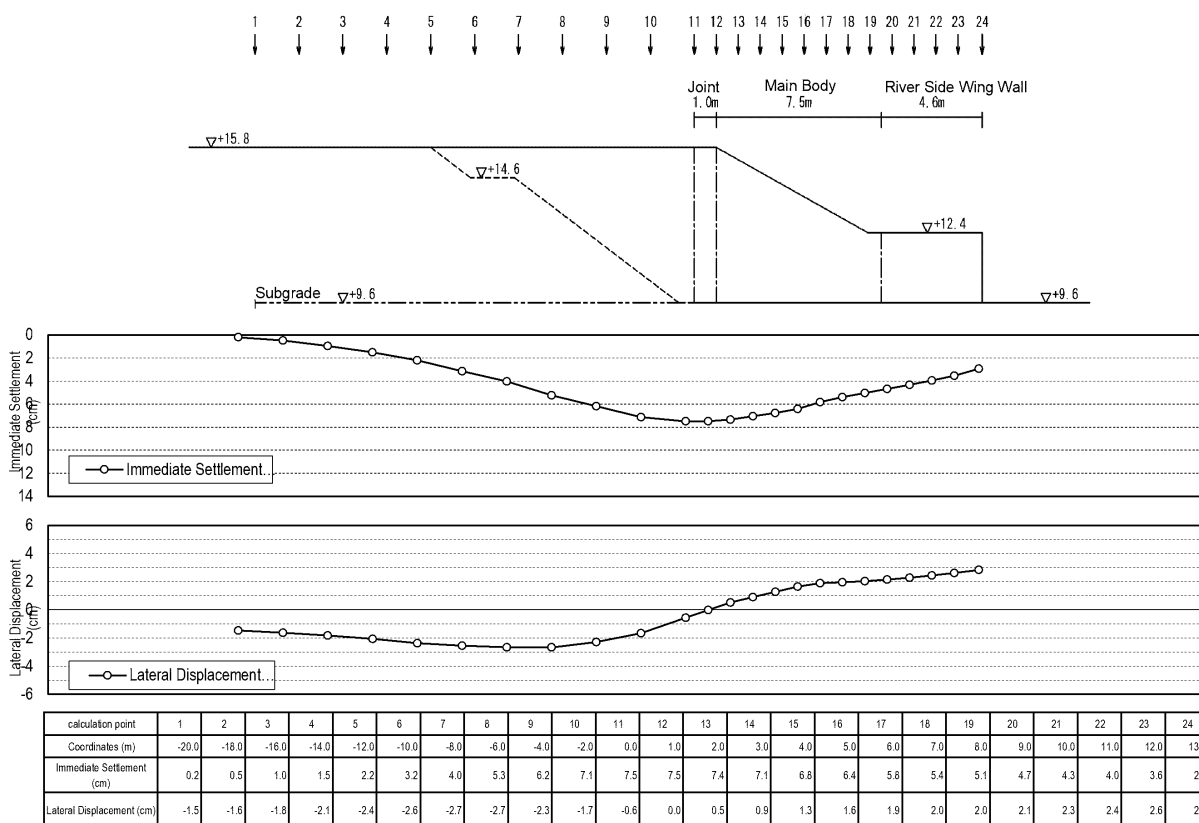 1 2 3 4 5 6 7 8 9 10 11 12 13 14 15 16 17 18 19 20 21 22 23 24
Joint Main Body River Side Wing Wall
1.0m 7.5m 4.6m
+15.8
+14.6
+12.4
Subgrade +9.6 +9.6
Immediate Settlement
(cm)
0
2
4
6
8
10
12
14
Immediate Settlement...
Lateral Displacement
(cm)
6
4
2
0
-2
-4
-6
Lateral Displacement...
calculation point 1 2 3 4 5 6 7 8 9 10 11 12 13 14 15 16 17 18 19 20 21 22 23 24
Coordinates (m) -20.0 -18.0 -16.0 -14.0 -12.0 -10.0 -8.0 -6.0 -4.0 -2.0 0.0 1.0 2.0 3.0 4.0 5.0 6.0 7.0 8.0 9.0 10.0 11.0 12.0 13
Immediate Settlement
(cm) 0.2 0.5 1.0 1.5 2.2 3.2 4.0 5.3 6.2 7.1 7.5 7.5 7.4 7.1 6.8 6.4 5.8 5.4 5.1 4.7 4.3 4.0 3.6 2
Lateral Displacement (cm) -1.5 -1.6 -1.8 -2.1 -2.4 -2.6 -2.7 -2.7 -2.3 -1.7 -0.6 0.0 0.5 0.9 1.3 1.6 1.9 2.0 2.0 2.1 2.3 2.4 2.6 2